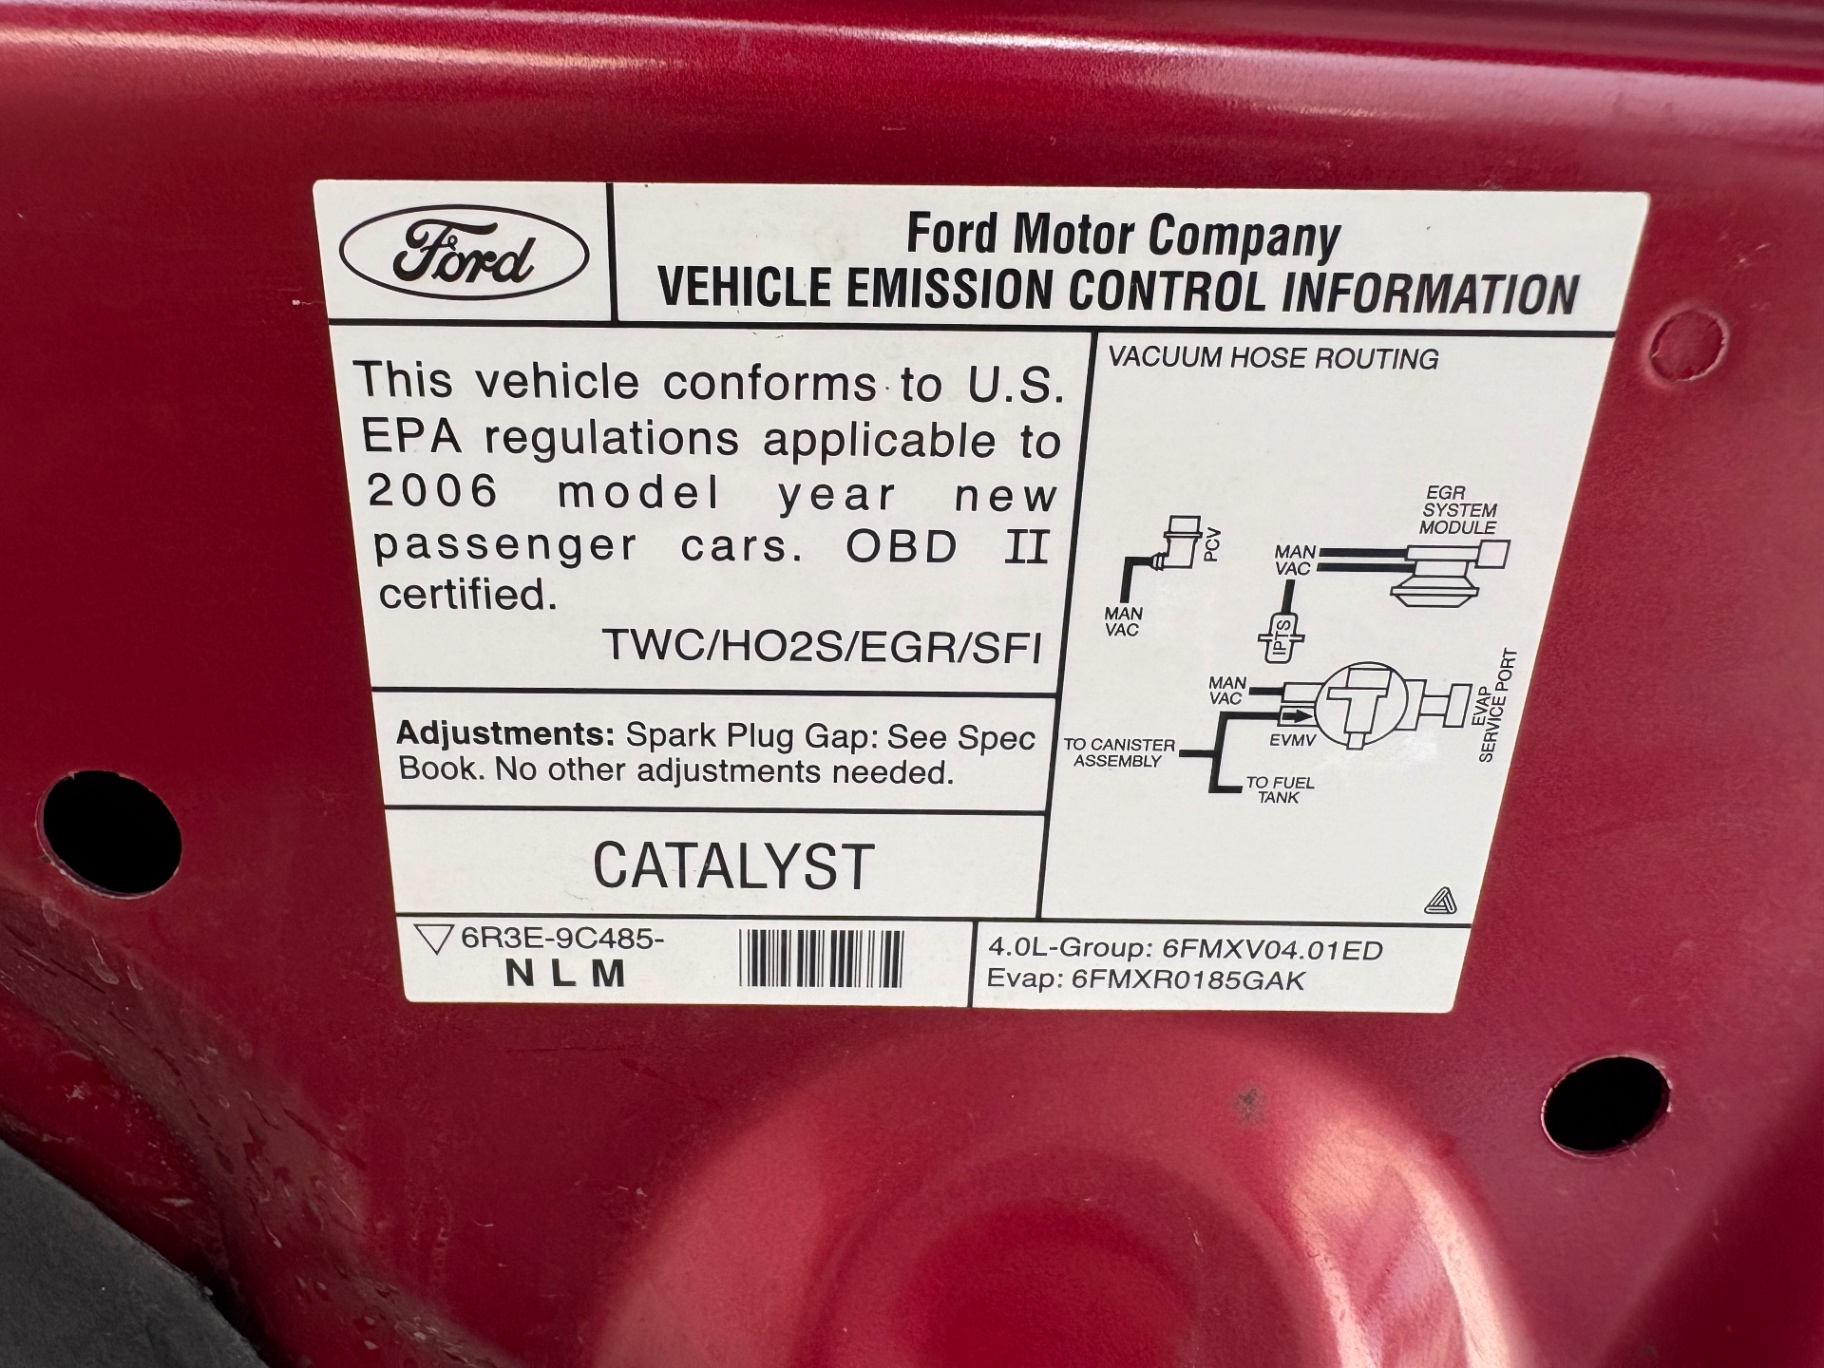 Ford
Ford Motor Company
VEHICLE EMISSION CONTROL INFORMATION
This vehicle conforms to U.S.
EPA regulations applicable to
2006 model year new
passenger cars. OBD II
certified.
TWC/HO2S/EGR/SFI
Adjustments: Spark Plug Gap: See Spec
Book. No other adjustments needed.
CATALYST
6R3E-9C485-
N L M
VACUUM HOSE ROUTING
EGR
SYSTEM
MODULE
PCV
MAN
VAC
MAN
VAC
IPTS
MAN
VAC
EVMV
EVAP
SERVICE PORT
TO CANISTER
ASSEMBLY
TO FUEL
TANK
4.0L-Group: 6FMXV04.01ED
Evap: 6FMXR0185GAK